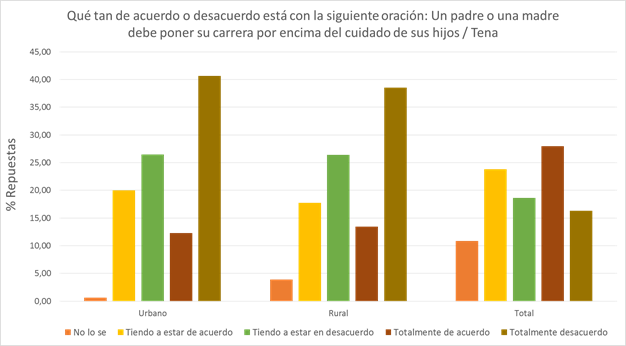 Qué tan de acuerdo o desacuerdo está con la siguiente oración: Un padre o una madre
debe poner su carrera por encima del cuidado de sus hijos / Tena
% Repuestas
45,00
40,00
35,00
30,00
25,00
20,00
15,00
10,00
5,00
0,00
Urbano Rural Total
No lo se Tiendo a estar de acuerdo Tiendo a estar en desacuerdo Totalmente de acuerdo Totalmente desacuerdo